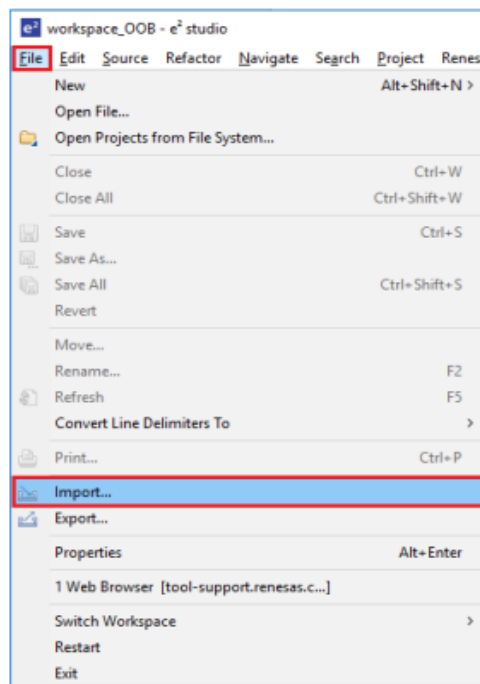 e² workspace_OOB - e² studio
File Edit Source Refactor Navigate Search Project Renes
New Alt+Shift+N >
Open File...
Open Projects from File System...
Close Ctrl+W
Close All Ctrl+Shift+W
Save Ctrl+S
Save As...
Save All Ctrl+Shift+S
Revert
Move...
Rename... F2
Refresh F5
Convert Line Delimiters To >
Print... Ctrl+P
Import...
Export...
Properties Alt+Enter
1 Web Browser [tool-support.renesas.c...]
Switch Workspace >
Restart
Exit